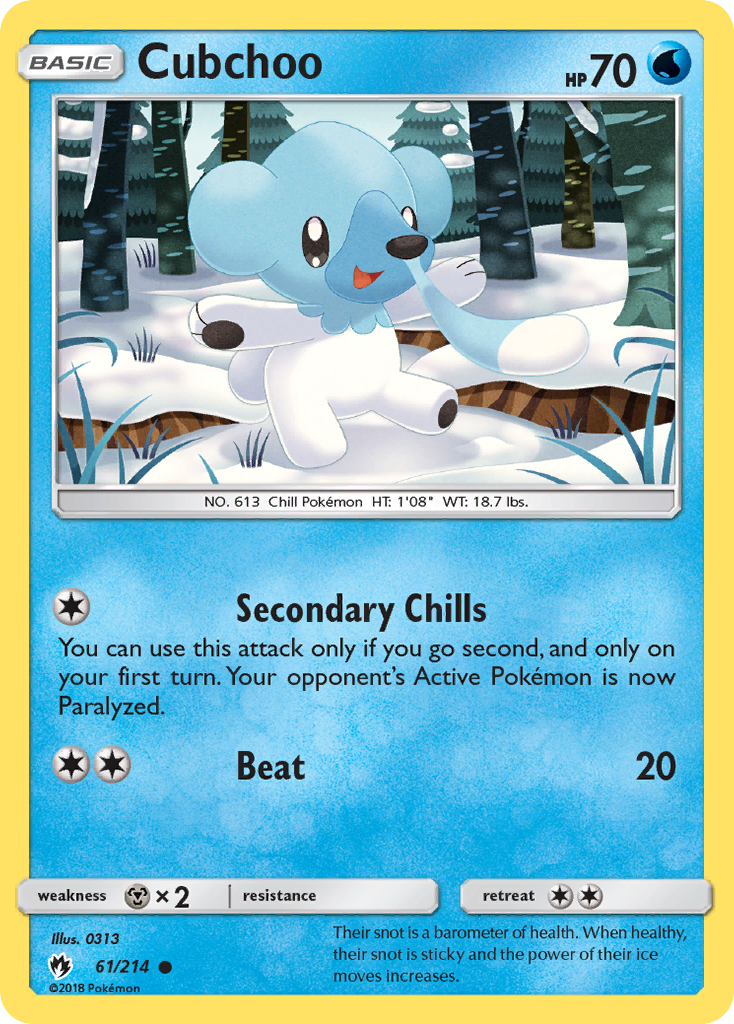 BASIC Cubchoo HP 70
NO. 613 Chill Pokémon HT: 1'08" WT: 18.7 lbs.
Secondary Chills
You can use this attack only if you go second, and only on
your first turn. Your opponent's Active Pokémon is now
Paralyzed.
Beat 20
weakness ×2 resistance retreat
Illus. 0313
61/214
©2018 Pokémon
Their snot is a barometer of health. When healthy,
their snot is sticky and the power of their ice
moves increases.